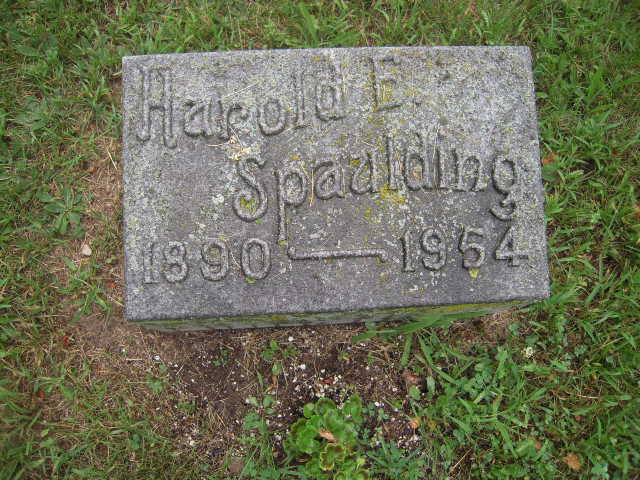 Harold E.
Spaulding
1890 — 1954